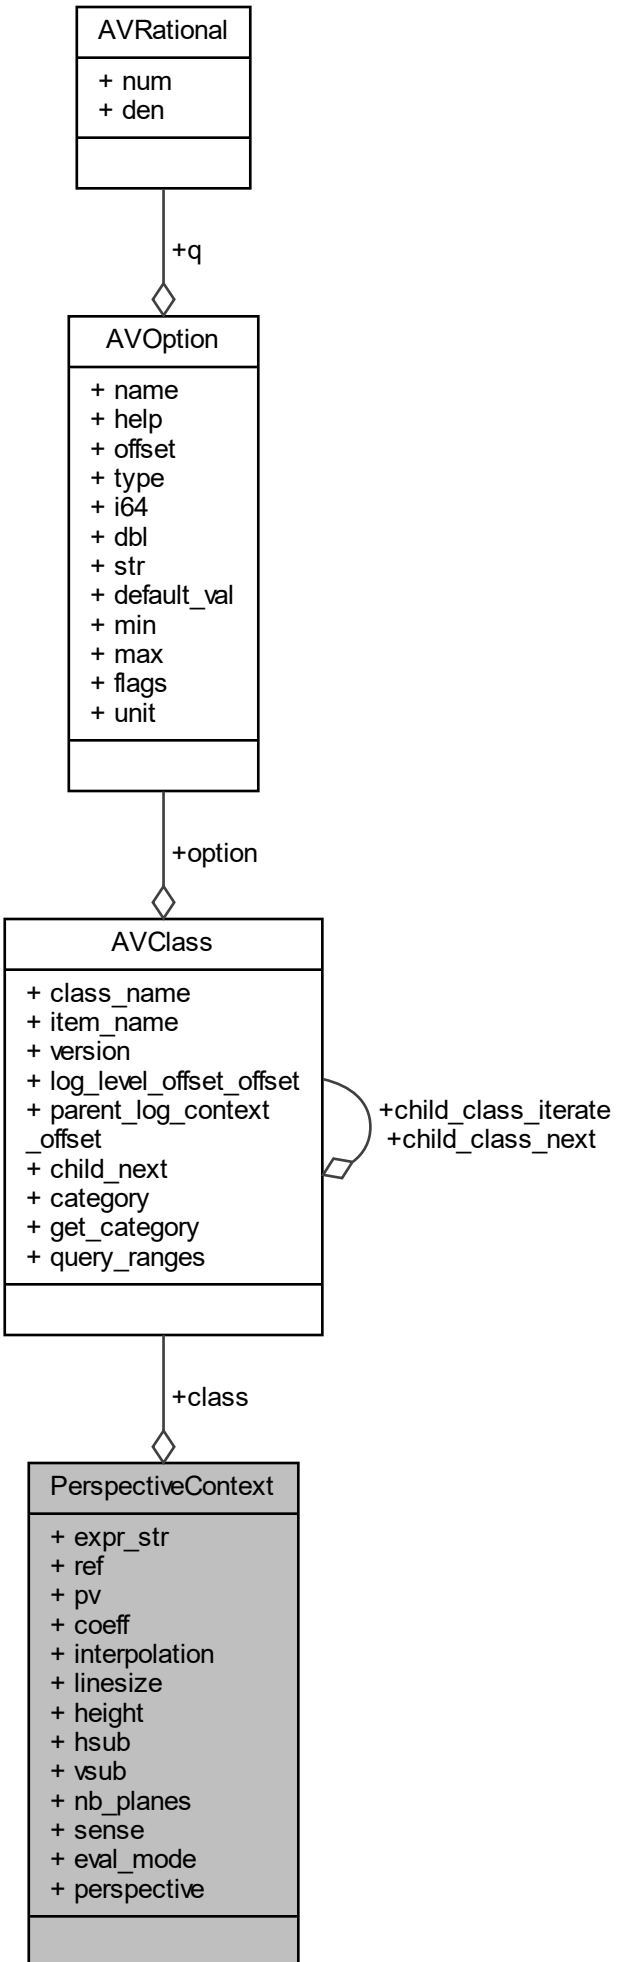 AVRational
+ num
+ den
+q
AVOption
+ name
+ help
+ offset
+ type
+ i64
+ dbl
+ str
+ default_val
+ min
+ max
+ flags
+ unit
+option
AVClass
+ class_name
+ item_name
+ version
+ log_level_offset_offset
+ parent_log_context
_offset
+ child_next
+ category
+ get_category
+ query_ranges
+child_class_iterate
+child_class_next
+class
PerspectiveContext
+ expr_str
+ ref
+ pv
+ coeff
+ interpolation
+ linesize
+ height
+ hsub
+ vsub
+ nb_planes
+ sense
+ eval_mode
+ perspective